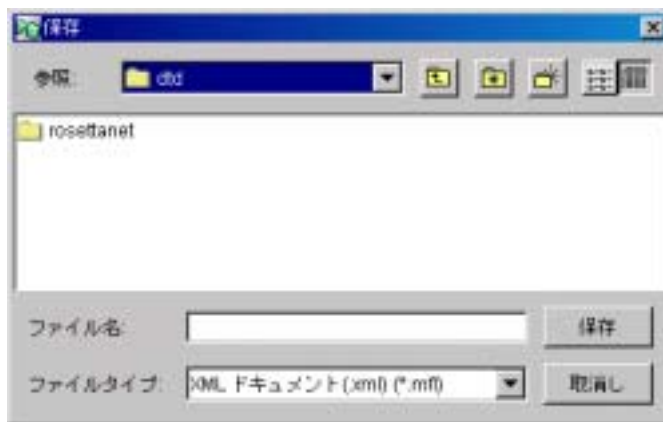 保存
参照:
dtd
rosettanet
ファイル名:
保存
ファイルタイプ:
XML ドキュメント(.xml) (*.mfl)
取消し